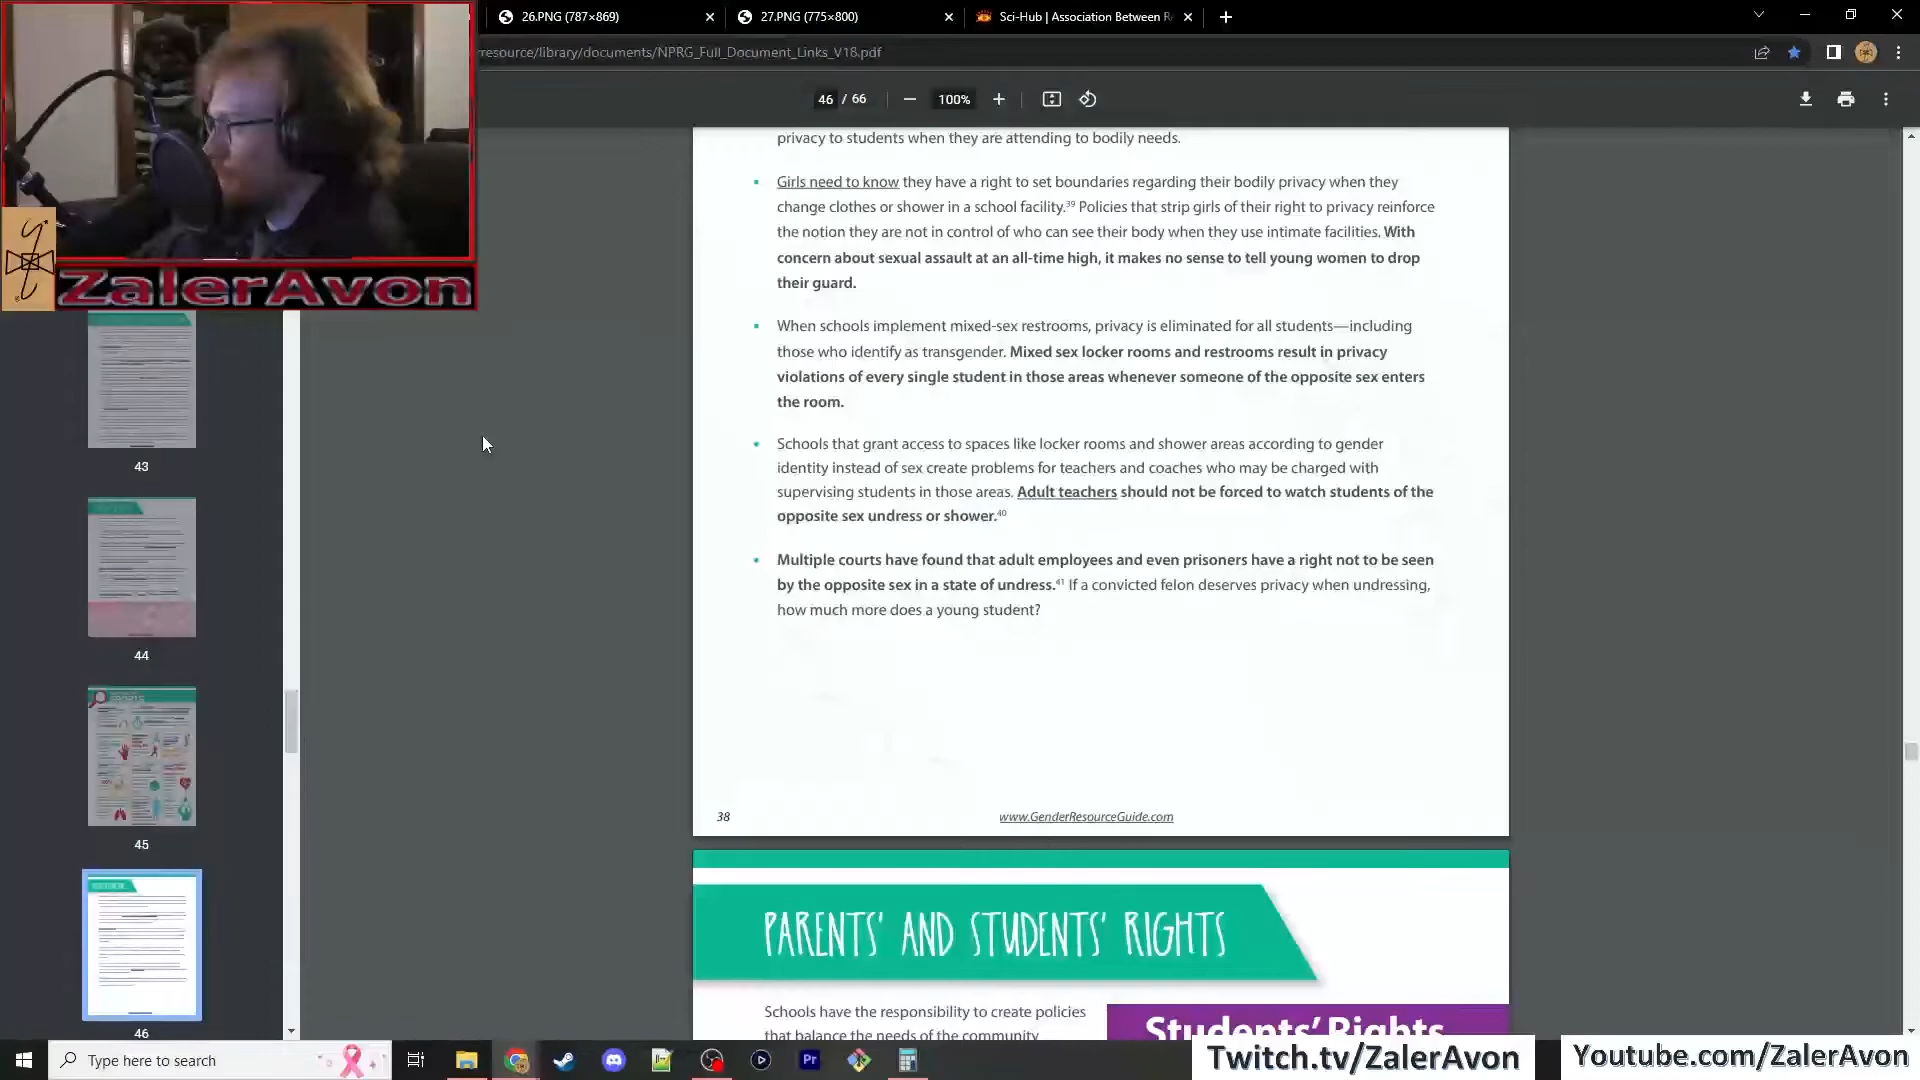 26.PNG (787×869)
27.PNG (775×800)
Sci-Hub | Association Between R
resource/library/documents/NPRG_Full_Document_Links_V18.pdf
46 / 66
100%
privacy to students when they are attending to bodily needs.
Girls need to know they have a right to set boundaries regarding their bodily privacy when they
change clothes or shower in a school facility.39 Policies that strip girls of their right to privacy reinforce
the notion they are not in control of who can see their body when they use intimate facilities. With
concern about sexual assault at an all-time high, it makes no sense to tell young women to drop
their guard.
When schools implement mixed-sex restrooms, privacy is eliminated for all students—including
those who identify as transgender. Mixed sex locker rooms and restrooms result in privacy
violations of every single student in those areas whenever someone of the opposite sex enters
the room.
Schools that grant access to spaces like locker rooms and shower areas according to gender
identity instead of sex create problems for teachers and coaches who may be charged with
supervising students in those areas. Adult teachers should not be forced to watch students of the
opposite sex undress or shower.40
Multiple courts have found that adult employees and even prisoners have a right not to be seen
by the opposite sex in a state of undress.41 If a convicted felon deserves privacy when undressing,
how much more does a young student?
38
www.GenderResourceGuide.com
PARENTS' AND STUDENTS' RIGHTS
Schools have the responsibility to create policies
that balance the needs of the community
Students' Rights
ZalerAvon
43
44
45
46
Type here to search
Twitch.tv/ZalerAvon
Youtube.com/ZalerAvon